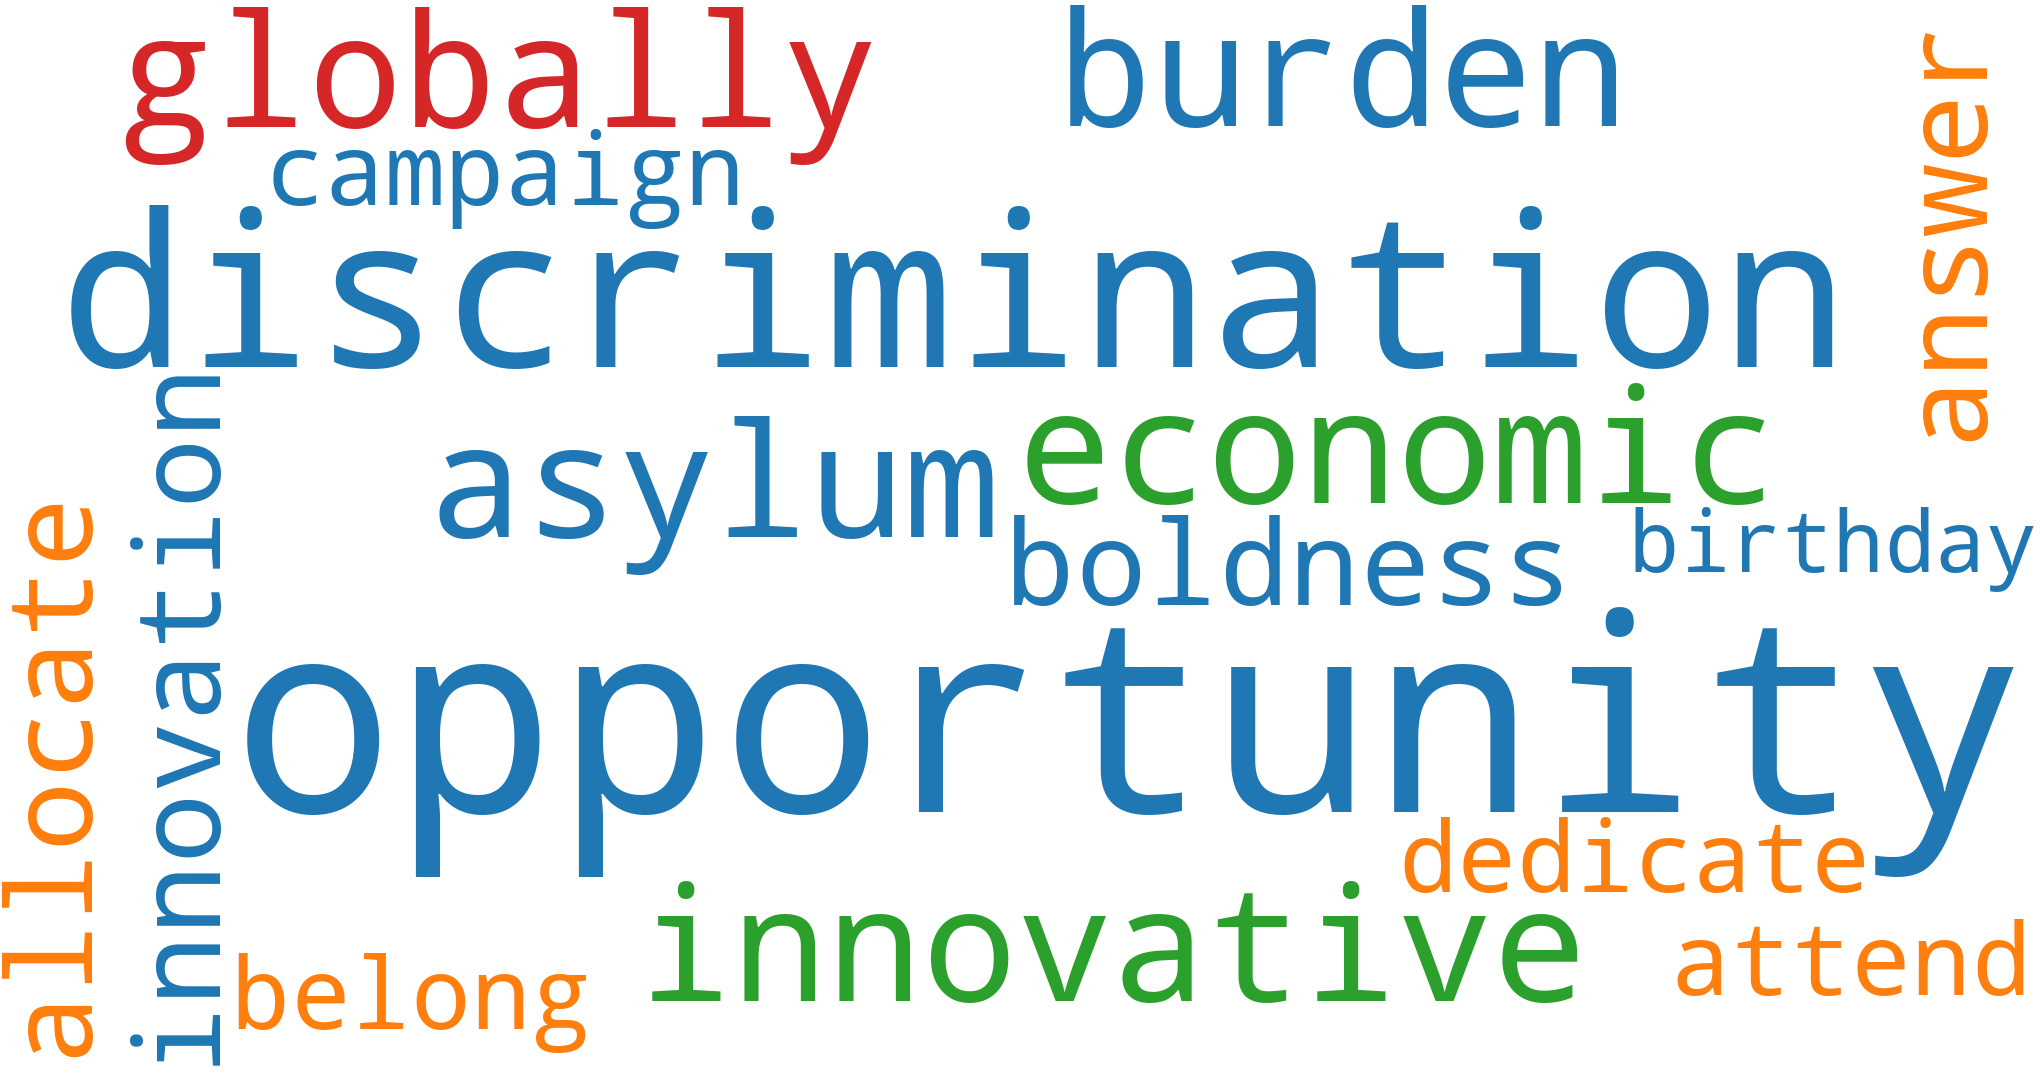 globally
burden
answer
campaign
discrimination
economic
asylum
innovation
allocate
boldness
birthday
opportunity
dedicate
innovative
attend
belong